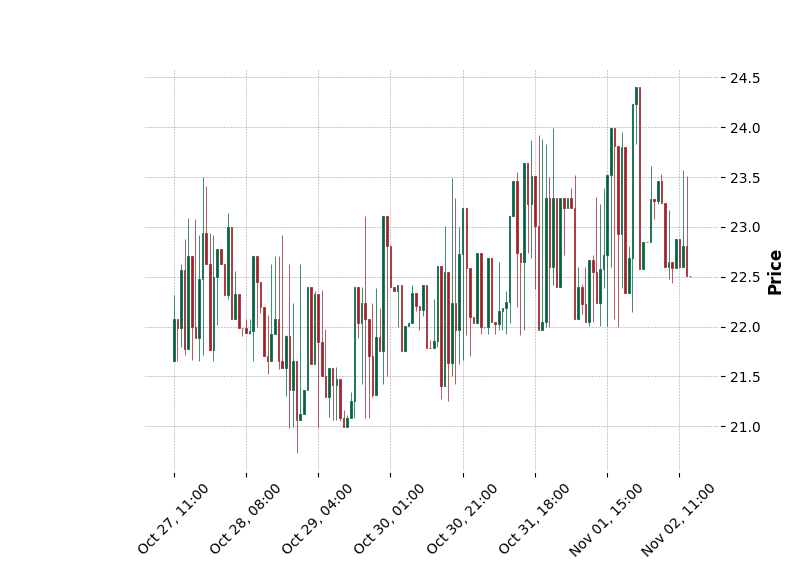 24.5
24.0
23.5
23.0
22.5
22.0
21.5
21.0
Price
Oct 27, 11:00
Oct 28, 08:00
Oct 29, 04:00
Oct 30, 01:00
Oct 30, 21:00
Oct 31, 18:00
Nov 01, 15:00
Nov 02, 11:00